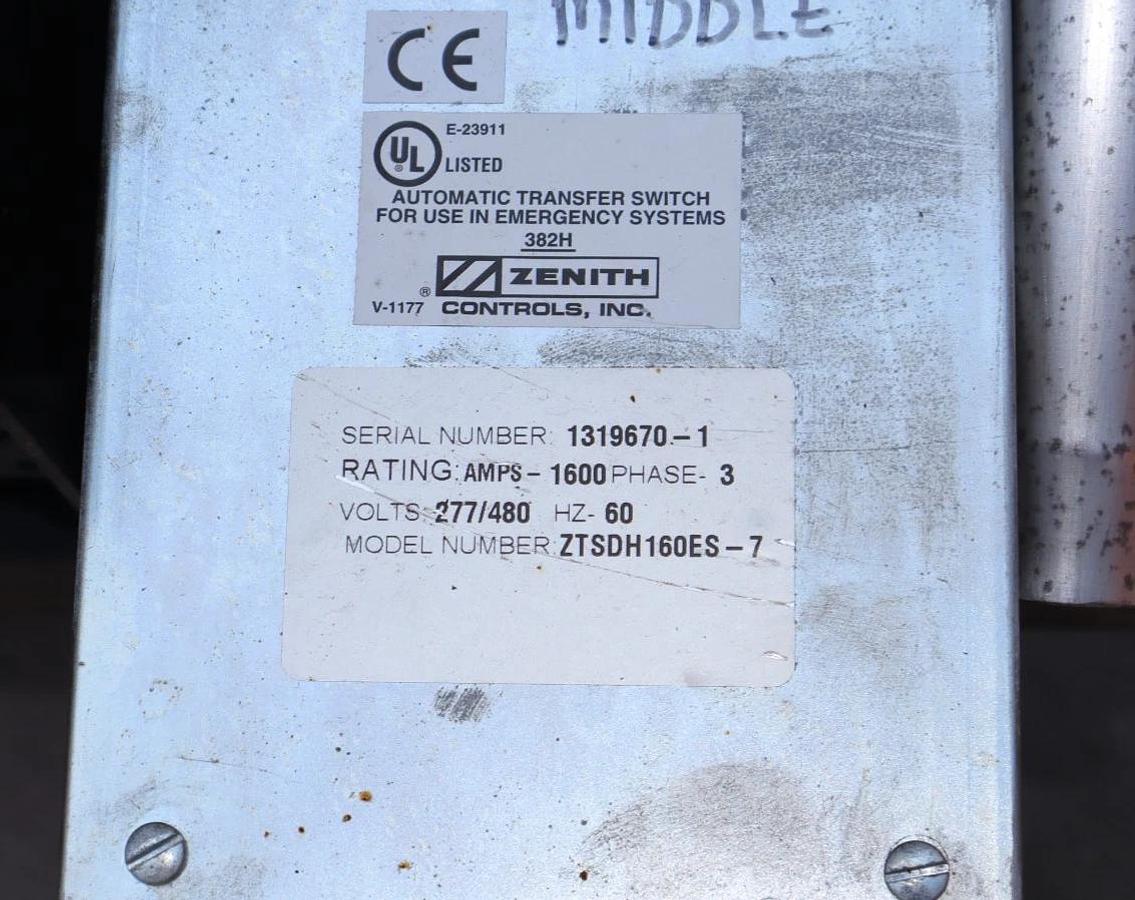 MIDDLE
CE
E-23911
UL ® LISTED
AUTOMATIC TRANSFER SWITCH
FOR USE IN EMERGENCY SYSTEMS
382H
ZENITH
® V-1177 CONTROLS, INC.
SERIAL NUMBER: 1319670-1
RATING: AMPS- 1600 PHASE- 3
VOLTS: 277/480 HZ- 60
MODEL NUMBER: ZTSDH160ES-7